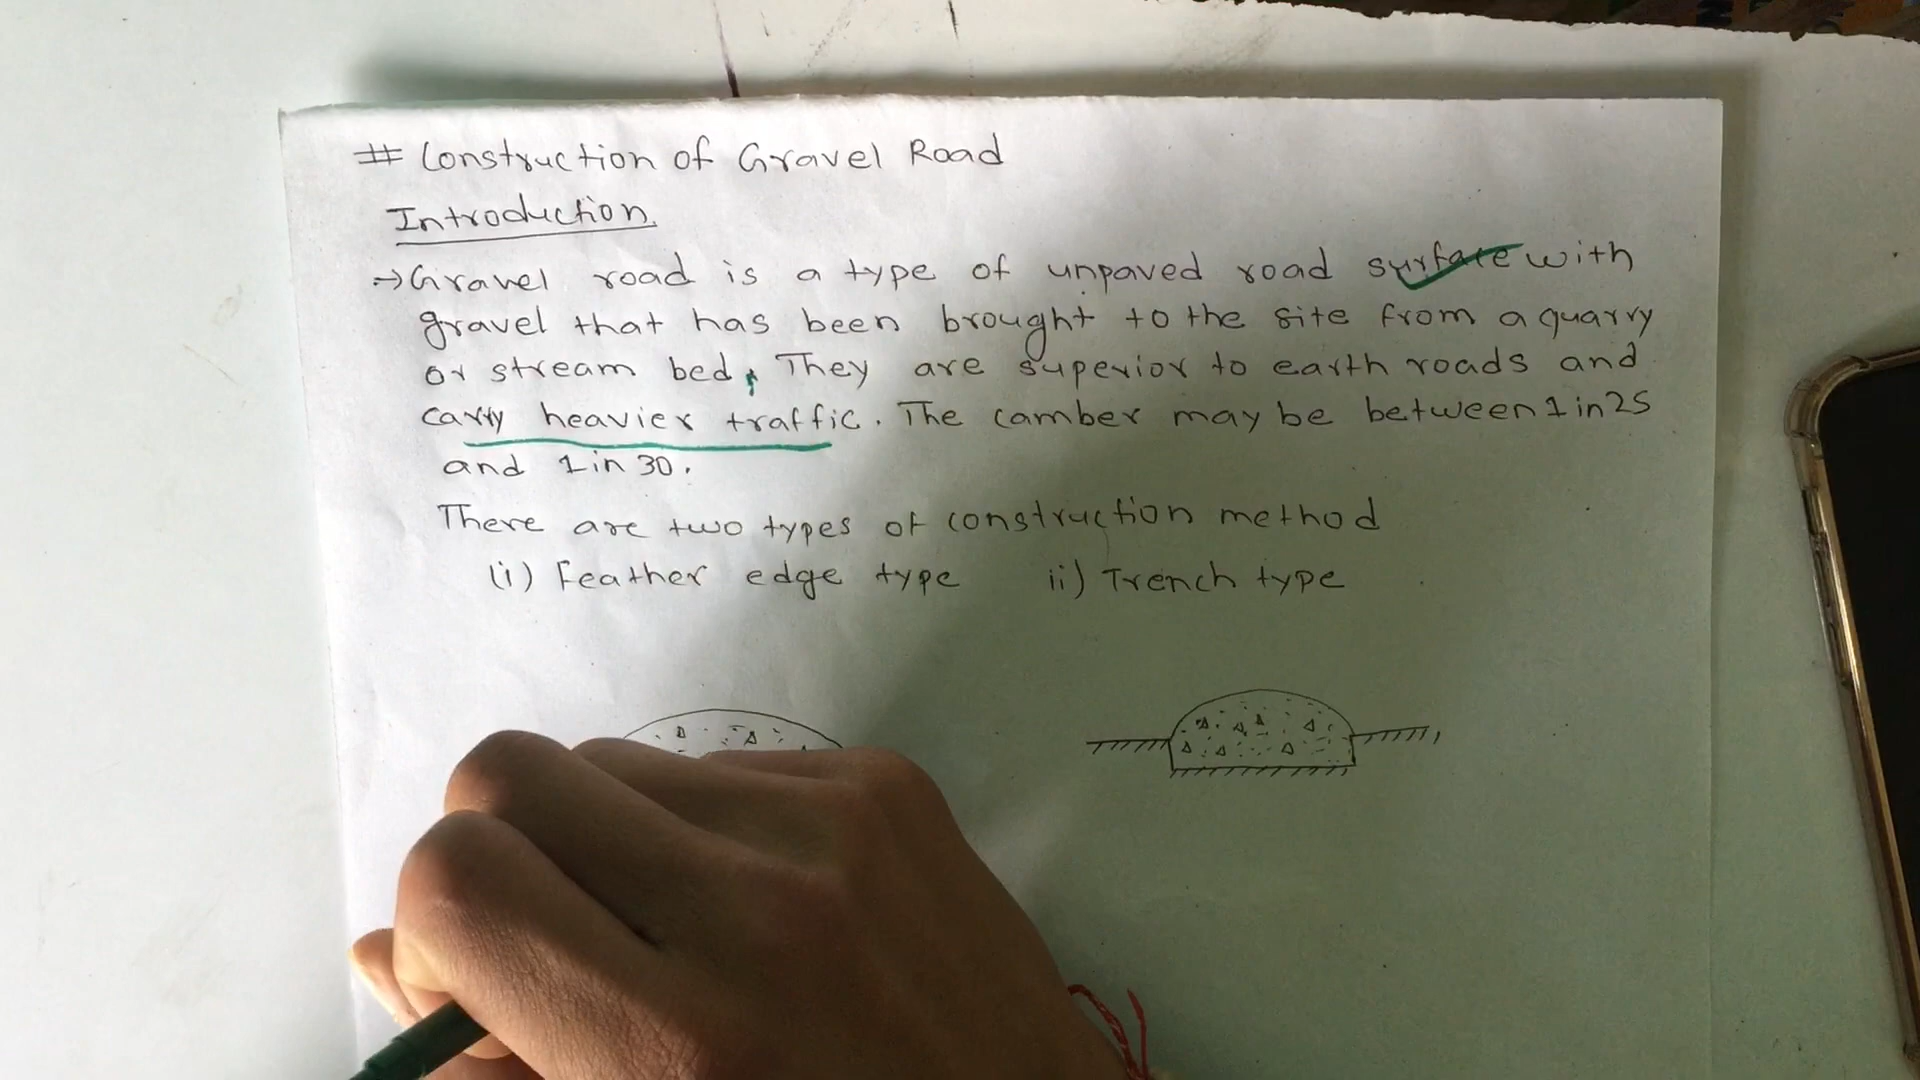 # Construction of Gravel Road
Introduction.
→ Gravel road is a type of unpaved road surface with
gravel that has been brought to the site from a quarry
or stream bed. They are superior to earth roads and
carry heavier traffic. The camber may be between 1 in 25
and 1 in 30.
There are two types of construction method
(i) Feather edge type ii) Trench type